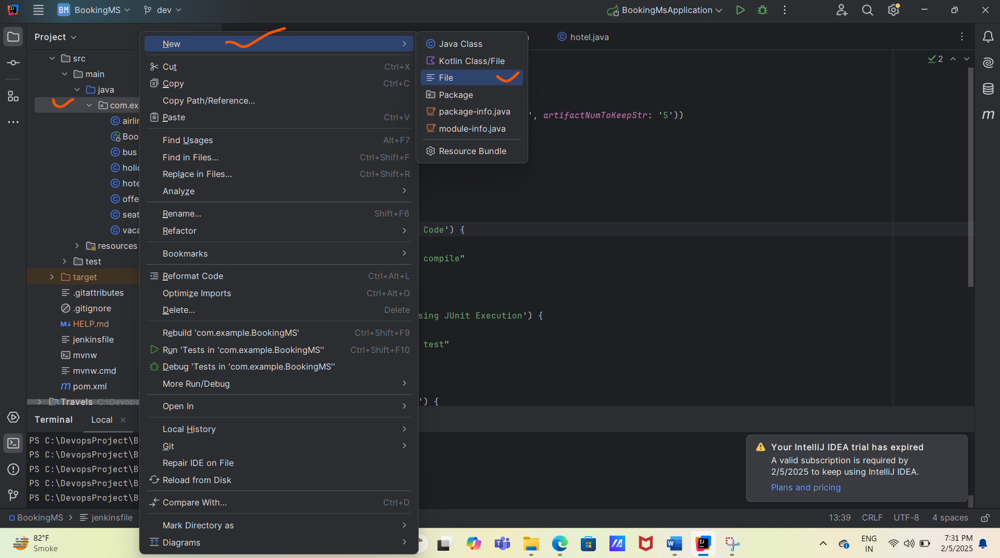 BM BookingMS dev BookingMsApplication
Project
hotel.java
src
main
java
com.ex
airlin
Boo
bus
holid
hote
offe
seat
vaca
resources
test
target
.gitattributes
.gitignore
M↓ HELP.md
jenkinsfile
mvnw
mvnw.cmd
m pom.xml
Travels C:\Devops
New
Cut Ctrl+X
Copy Ctrl+C
Copy Path/Reference...
Paste Ctrl+V
Find Usages Alt+F7
Find in Files... Ctrl+Shift+F
Replace in Files... Ctrl+Shift+R
Analyze
Rename... Shift+F6
Refactor
Bookmarks
Reformat Code Ctrl+Alt+L
Optimize Imports Ctrl+Alt+O
Delete... Delete
Rebuild 'com.example.BookingMS' Ctrl+Shift+F9
Run 'Tests in 'com.example.BookingMS'' Ctrl+Shift+F10
Debug 'Tests in 'com.example.BookingMS''
More Run/Debug
Open In
Local History
Git
Repair IDE on File
Reload from Disk
Compare With... Ctrl+D
Mark Directory as
Diagrams
Java Class
Kotlin Class/File
File
Package
package-info.java
module-info.java
Resource Bundle
2
', artifactNumToKeepStr: '5'))
Code') {
compile"
sing JUnit Execution') {
test"
') {
m
Terminal Local
PS C:\DevopsProject\B
PS C:\DevopsProject\B
PS C:\DevopsProject\B
PS C:\DevopsProject\B
PS C:\DevopsProject\B
Your IntelliJ IDEA trial has expired
A valid subscription is required by
2/5/2025 to keep using IntelliJ IDEA.
Plans and pricing
BookingMS > jenkinsfile 13:39 CRLF UTF-8 4 spaces
82°F
Smoke
ENG
IN
7:31 PM
2/5/2025